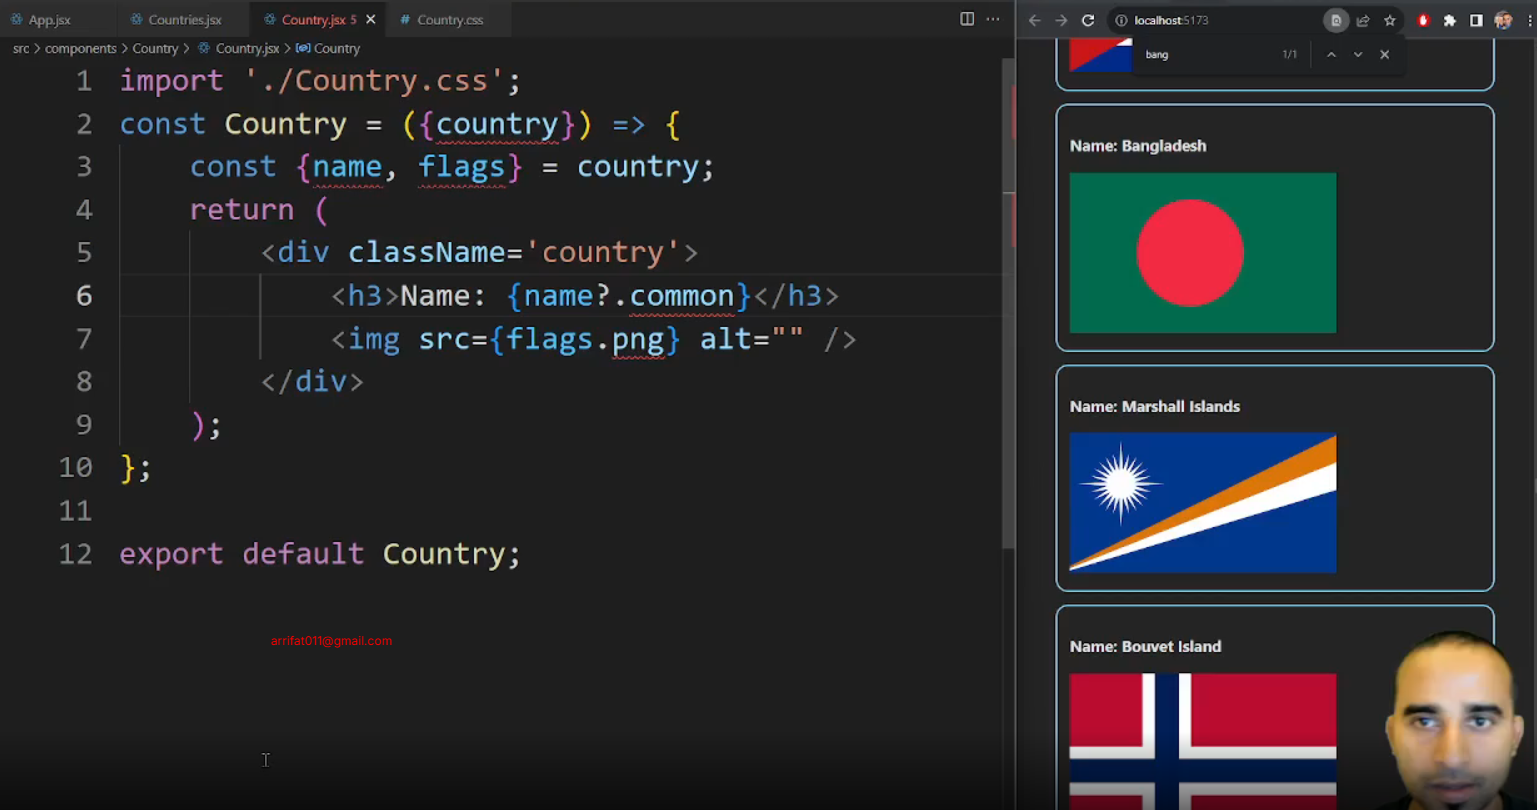 App.jsx Countries.jsx Country.jsx 5 Country.css
src > components > Country > Country.jsx > Country
1 import './Country.css';
2 const Country = ({country}) => {
3 const {name, flags} = country;
4 return (
5 <div className='country'>
6 <h3>Name: {name?.common}</h3>
7 <img src={flags.png} alt="" />
8 </div>
9 );
10 };
11
12 export default Country;
arrifat011@gmail.com
localhost:5173
bang 1/1
Name: Bangladesh
Name: Marshall Islands
Name: Bouvet Island